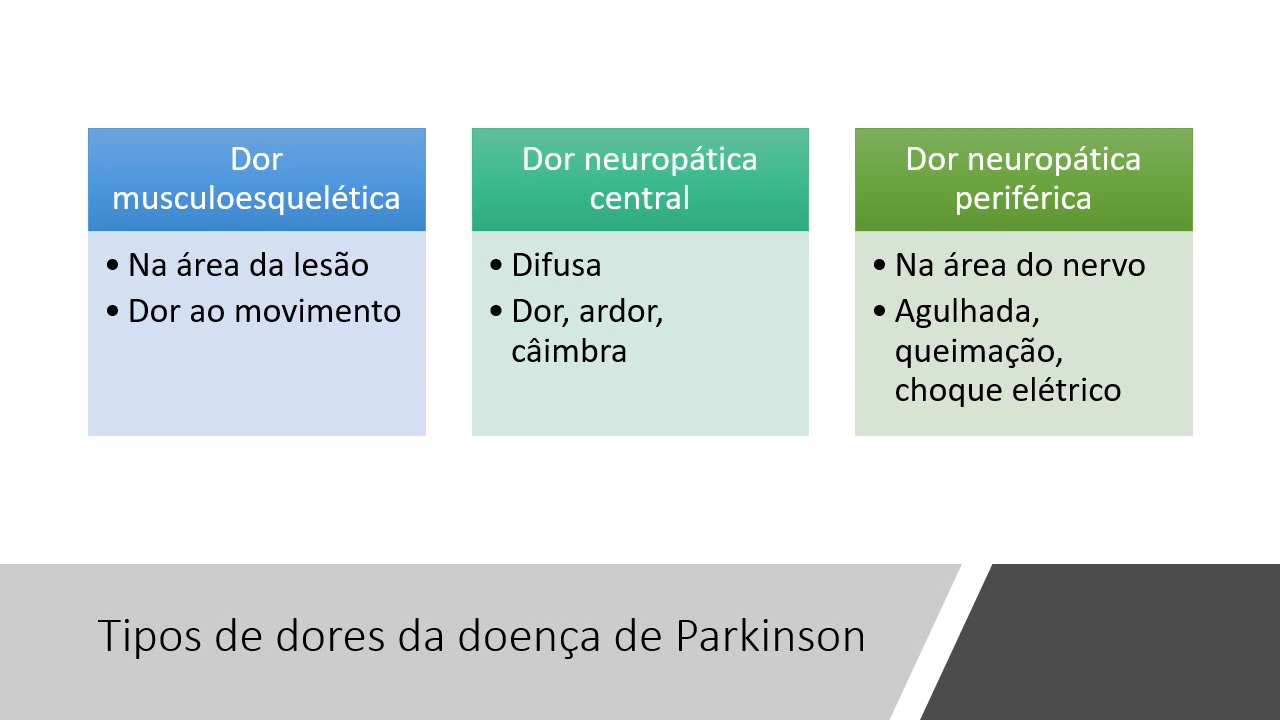 Dor
musculoesquelética
• Na área da lesão
• Dor ao movimento
Dor neuropática
central
• Difusa
• Dor, ardor,
câimbra
Dor neuropática
periférica
• Na área do nervo
• Agulhada,
queimação,
choque elétrico
Tipos de dores da doença de Parkinson